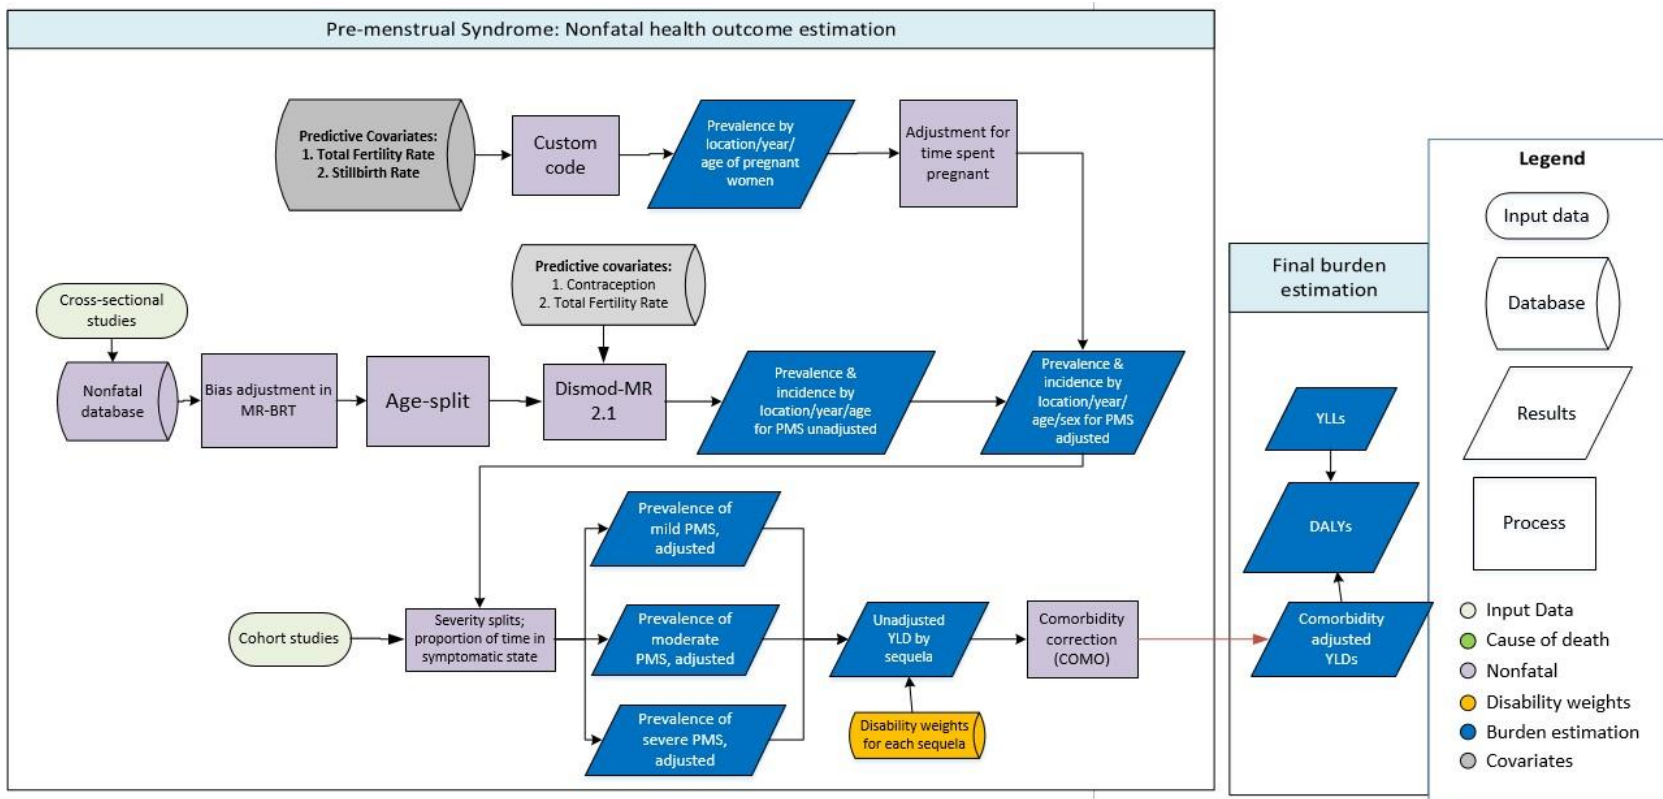 Pre-menstrual Syndrome: Nonfatal health outcome estimation
Predictive Covariates:
1. Total Fertility Rate
2. Stillbirth Rate
Custom
code
Prevalence by
location/year/
age of pregnant
women
Adjustment for
time spent
pregnant
Predictive covariates:
1. Contraception
2. Total Fertility Rate
Cross-sectional
studies
Nonfatal
database
Bias adjustment in
MR-BRT
Age-split
Dismod-MR
2.1
Prevalence &
incidence by
location/year/age
for PMS unadjusted
Prevalence &
incidence by
location/year/
age/sex for PMS
adjusted
Prevalence of
mild PMS,
adjusted
Cohort studies
Severity splits;
proportion of time in
symptomatic state
Prevalence of
moderate
PMS, adjusted
Prevalence of
severe PMS,
adjusted
Unadjusted
YLD by
sequela
Disability weights
for each sequela
Comorbidity
correction
(COMO)
Final burden
estimation
YLLs
DALYs
Comorbidity
adjusted
YLDs
Legend
Input data
Database
Results
Process
Input Data
Cause of death
Nonfatal
Disability weights
Burden estimation
Covariates